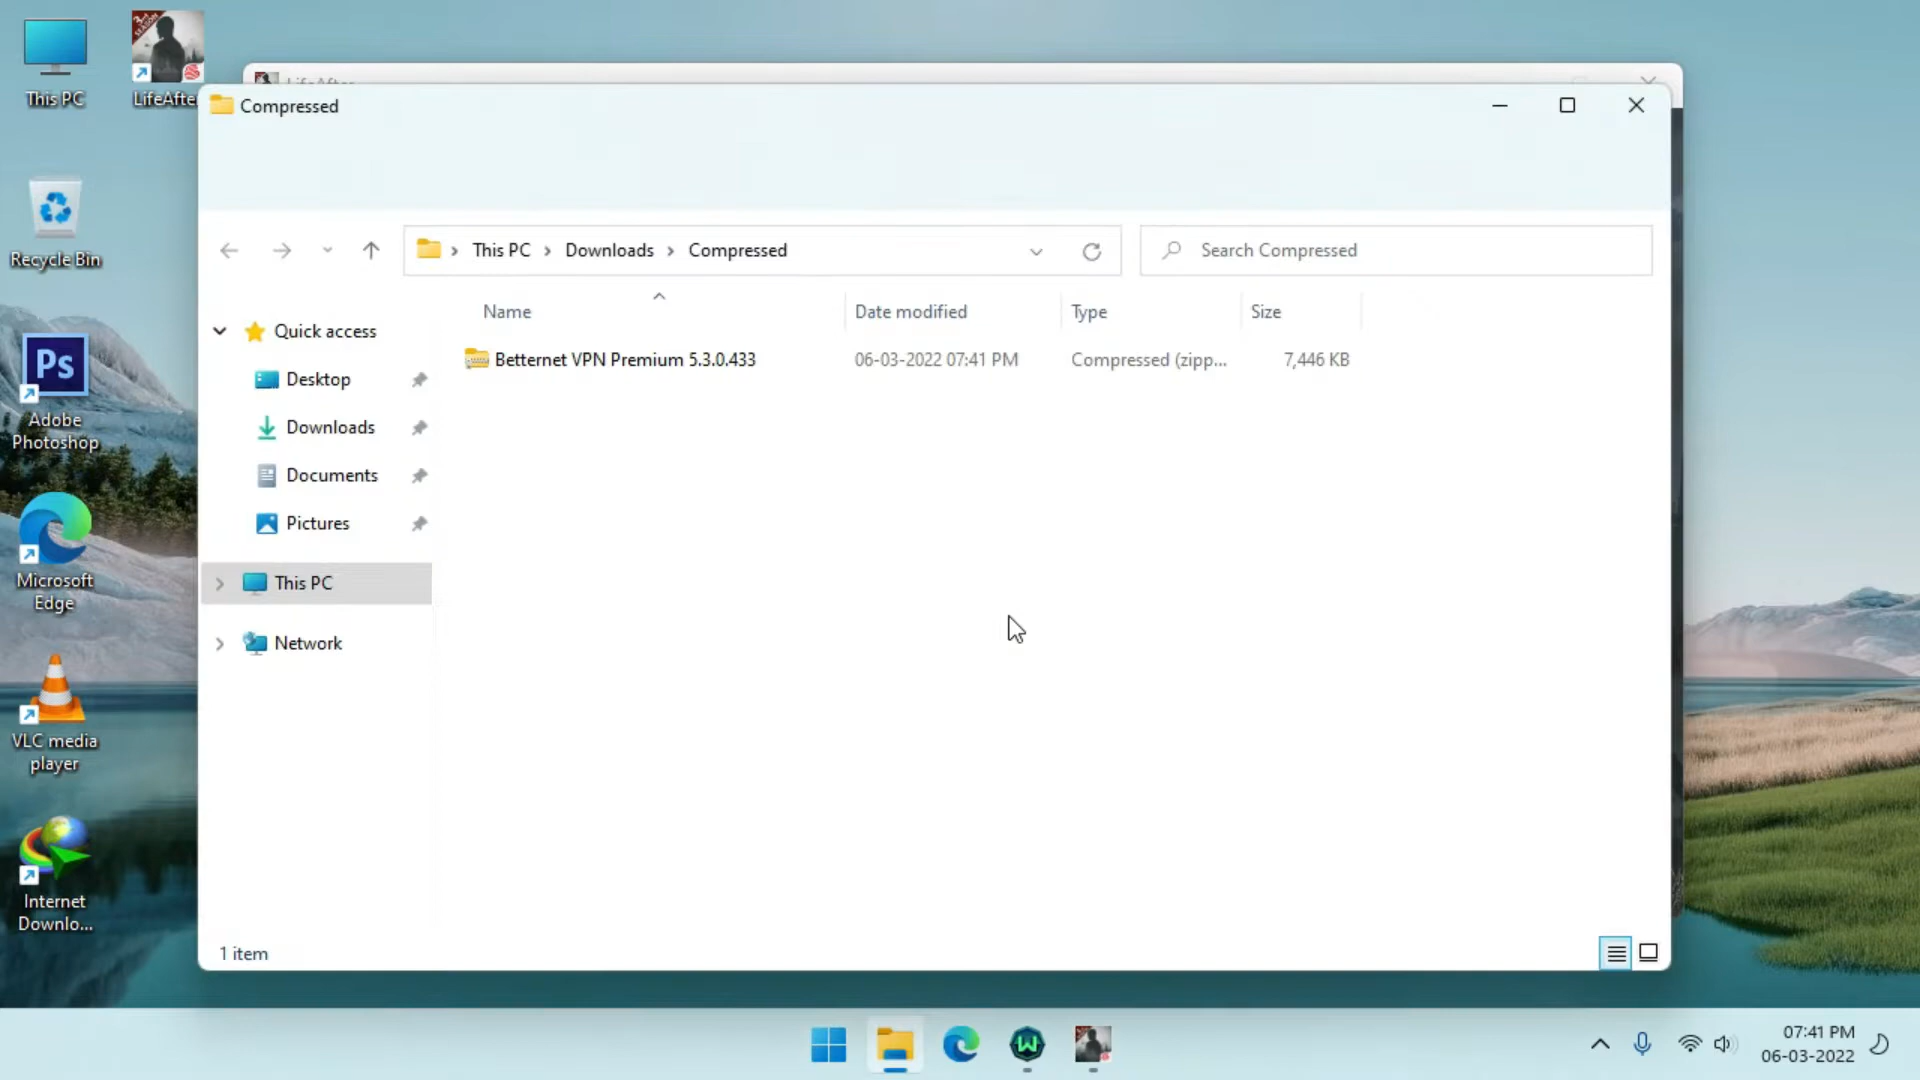 This PC
LifeAfter
Recycle Bin
Ps
Adobe
Photoshop
Microsoft
Edge
VLC media
player
Internet
Downlo...
LifeAfter
Compressed
This PC
Downloads
Compressed
Search Compressed
Name
Date modified
Type
Size
Betternet VPN Premium 5.3.0.433
06-03-2022 07:41 PM
Compressed (zipp...
7,446 KB
Quick access
Desktop
Downloads
Documents
Pictures
This PC
Network
1 item
W
07:41 PM
06-03-2022